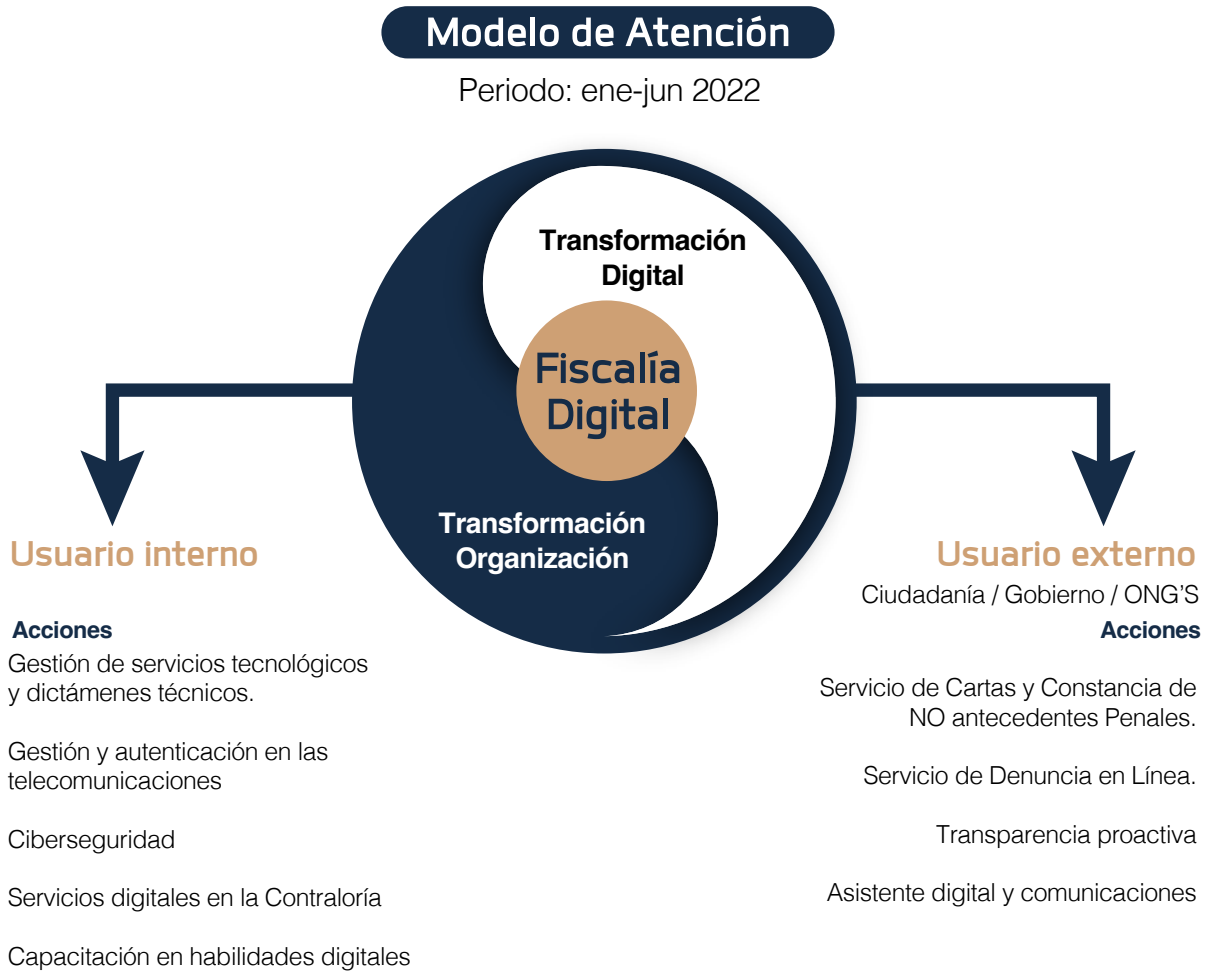 Modelo de Atención
Periodo: ene-jun 2022
Transformación
Digital
Fiscalía
Digital
Transformación
Organización
Usuario interno
Acciones
Gestión de servicios tecnológicos
y dictámenes técnicos.
Gestión y autenticación en las
telecomunicaciones
Ciberseguridad
Servicios digitales en la Contraloría
Capacitación en habilidades digitales
Usuario externo
Ciudadanía / Gobierno / ONG'S
Acciones
Servicio de Cartas y Constancia de
NO antecedentes Penales.
Servicio de Denuncia en Línea.
Transparencia proactiva
Asistente digital y comunicaciones